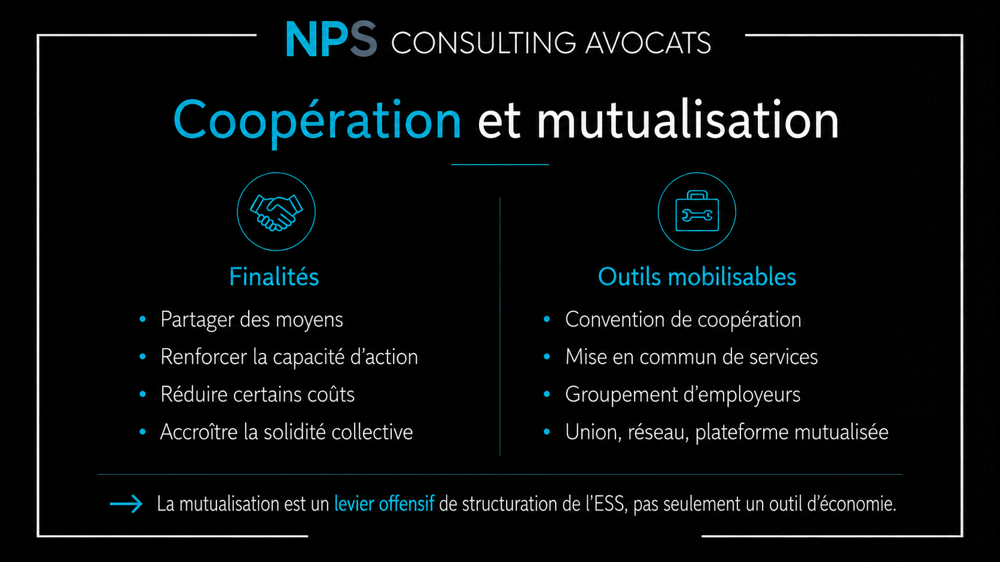 NPS CONSULTING AVOCATS
Coopération et mutualisation
Finalités
• Partager des moyens
• Renforcer la capacité d’action
• Réduire certains coûts
• Accroître la solidité collective
Outils mobilisables
• Convention de coopération
• Mise en commun de services
• Groupement d’employeurs
• Union, réseau, plateforme mutualisée
→ La mutualisation est un levier offensif de structuration de l’ESS, pas seulement un outil d’économie.